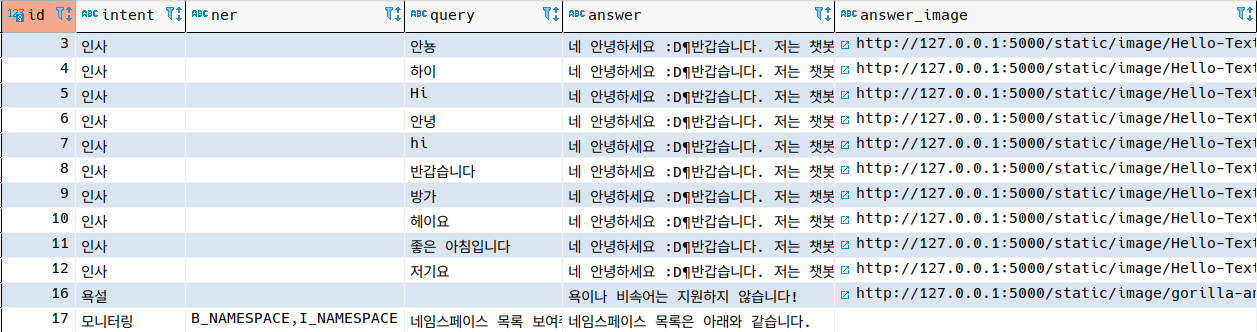 123 id ABC intent ABC ner ABC query ABC answer ABC answer_image
3 인사 안뇽 네 안녕하세요 :D¶반갑습니다. 저는 챗봇 http://127.0.0.1:5000/static/image/Hello-Tex
4 인사 하이 네 안녕하세요 :D¶반갑습니다. 저는 챗봇 http://127.0.0.1:5000/static/image/Hello-Tex
5 인사 Hi 네 안녕하세요 :D¶반갑습니다. 저는 챗봇 http://127.0.0.1:5000/static/image/Hello-Tex
6 인사 안녕 네 안녕하세요 :D¶반갑습니다. 저는 챗봇 http://127.0.0.1:5000/static/image/Hello-Tex
7 인사 hi 네 안녕하세요 :D¶반갑습니다. 저는 챗봇 http://127.0.0.1:5000/static/image/Hello-Tex
8 인사 반갑습니다 네 안녕하세요 :D¶반갑습니다. 저는 챗봇 http://127.0.0.1:5000/static/image/Hello-Tex
9 인사 방가 네 안녕하세요 :D¶반갑습니다. 저는 챗봇 http://127.0.0.1:5000/static/image/Hello-Tex
10 인사 헤이요 네 안녕하세요 :D¶반갑습니다. 저는 챗봇 http://127.0.0.1:5000/static/image/Hello-Tex
11 인사 좋은 아침입니다 네 안녕하세요 :D¶반갑습니다. 저는 챗봇 http://127.0.0.1:5000/static/image/Hello-Tex
12 인사 저기요 네 안녕하세요 :D¶반갑습니다. 저는 챗봇 http://127.0.0.1:5000/static/image/Hello-Tex
16 욕설 욕이나 비속어는 지원하지 않습니다! http://127.0.0.1:5000/static/image/gorilla-an
17 모니터링 B_NAMESPACE,I_NAMESPACE 네임스페이스 목록 보여 네임스페이스 목록은 아래와 같습니다.